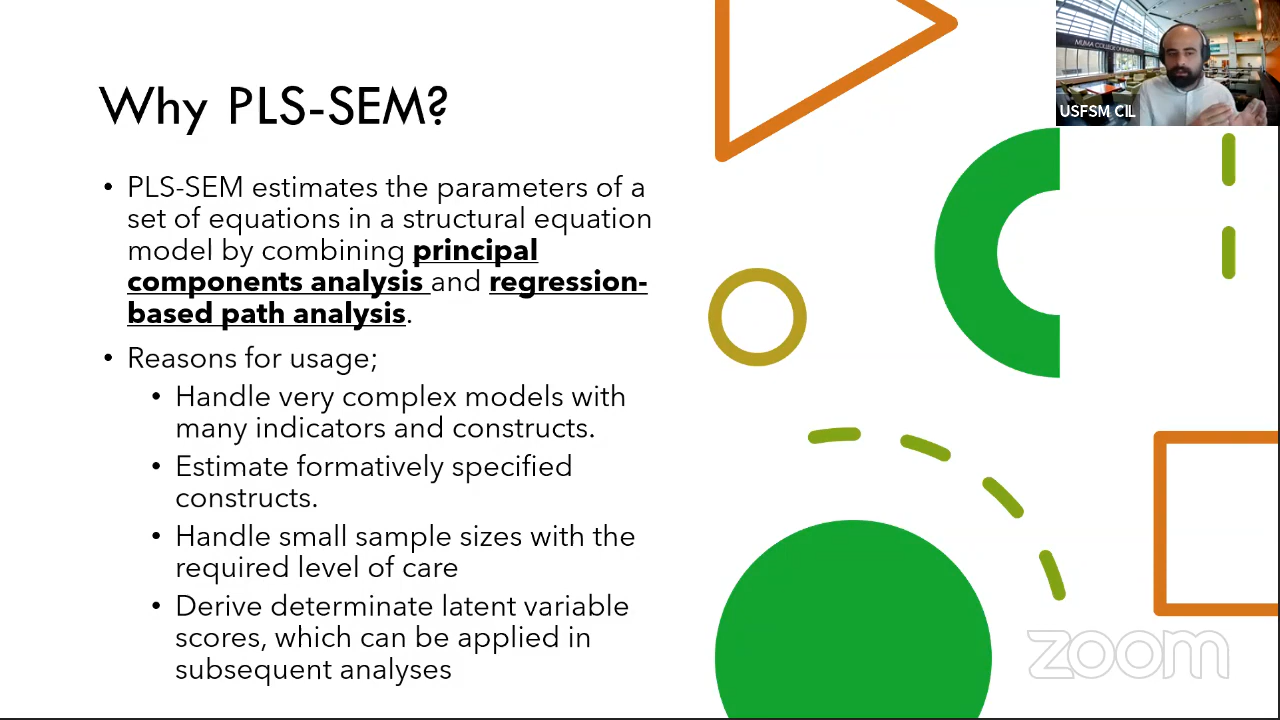 Why PLS-SEM?
• PLS-SEM estimates the parameters of a
set of equations in a structural equation
model by combining principal
components analysis and regression-
based path analysis.
• Reasons for usage;
• Handle very complex models with
many indicators and constructs.
• Estimate formatively specified
constructs.
• Handle small sample sizes with the
required level of care
• Derive determinate latent variable
scores, which can be applied in
subsequent analyses
MUMA COLLEGE OF
USFSM CIL
zoom